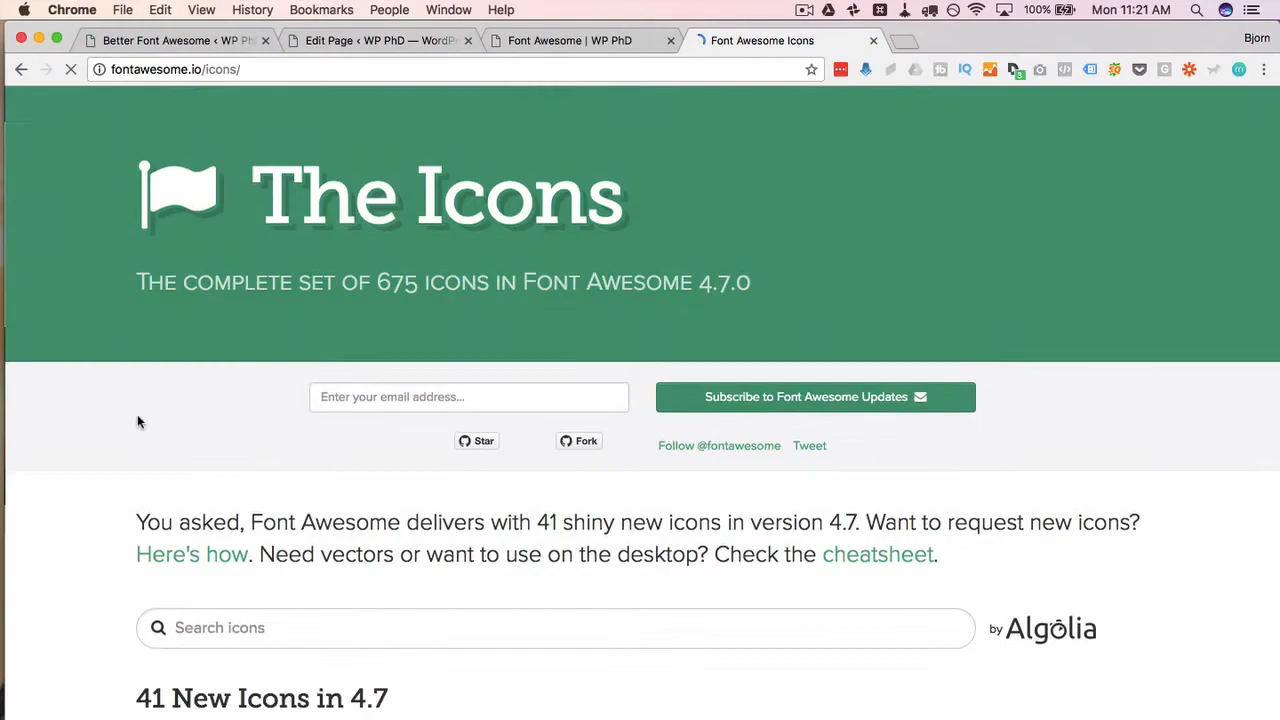 Chrome File Edit View History Bookmarks People Window Help 100% Mon 11:21 AM
Better Font Awesome ‹ WP Ph Edit Page ‹ WP PhD — WordP Font Awesome | WP PhD Font Awesome Icons Bjorn
fontawesome.io/icons/
The Icons
The complete set of 675 icons in Font Awesome 4.7.0
Enter your email address...
Subscribe to Font Awesome Updates
Star Fork Follow @fontawesome Tweet
You asked, Font Awesome delivers with 41 shiny new icons in version 4.7. Want to request new icons?
Here's how. Need vectors or want to use on the desktop? Check the cheatsheet.
Search icons by Algolia
41 New Icons in 4.7